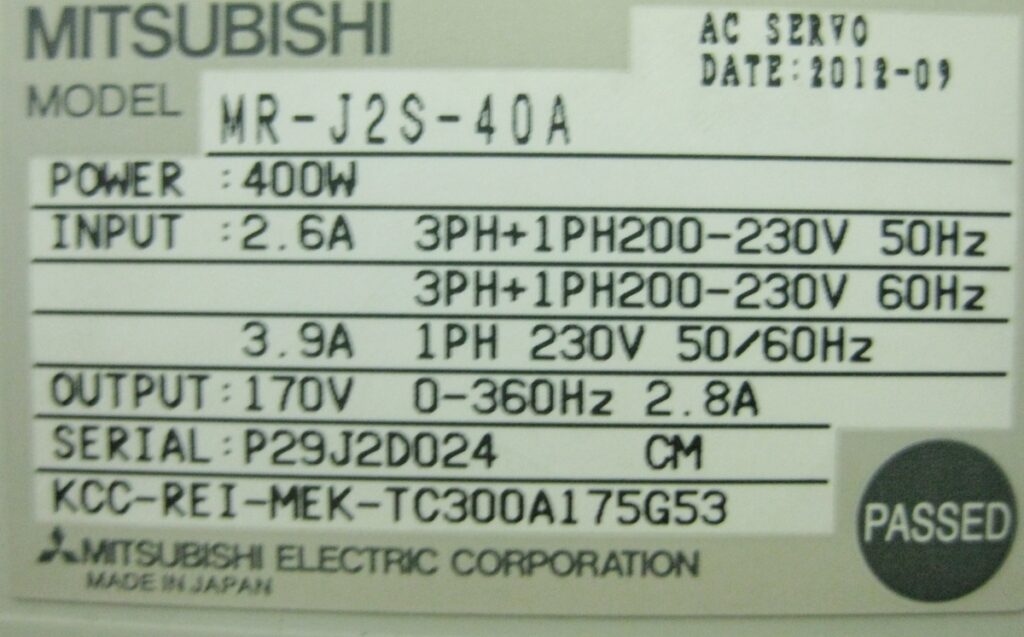 MITSUBISHI
AC SERVO
DATE:2012-09
MODEL MR-J2S-40A
POWER :400W
INPUT :2.6A 3PH+1PH200-230V 50Hz
3PH+1PH200-230V 60Hz
3.9A 1PH 230V 50/60Hz
OUTPUT:170V 0-360Hz 2.8A
SERIAL:P29J2D024 CM
KCC-REI-MEK-TC300A175G53
PASSED
MITSUBISHI ELECTRIC CORPORATION
MADE IN JAPAN